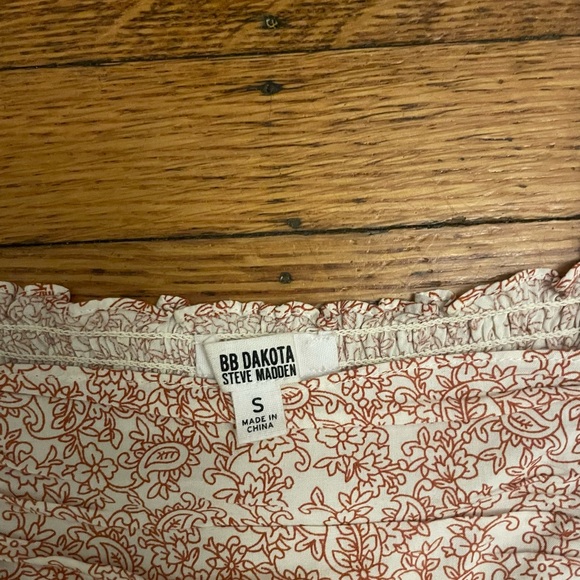 BB DAKOTA
STEVE MADDEN
S
MADE IN
CHINA